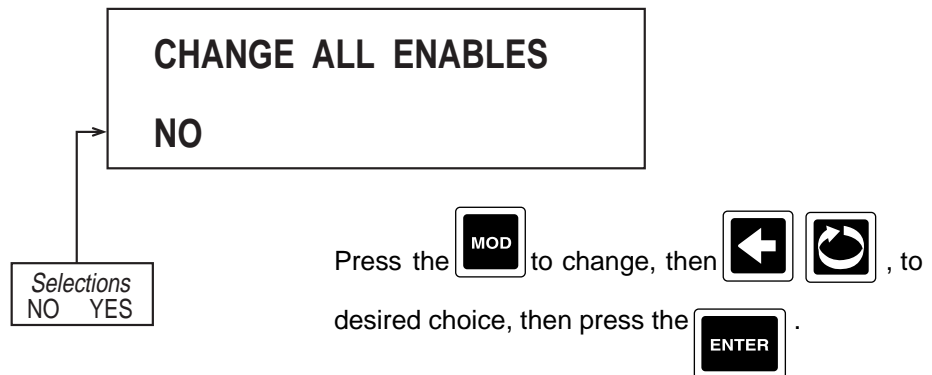 CHANGE ALL ENABLES
NO
Selections
NO YES
Press the MOD to change, then , to
desired choice, then press the ENTER .